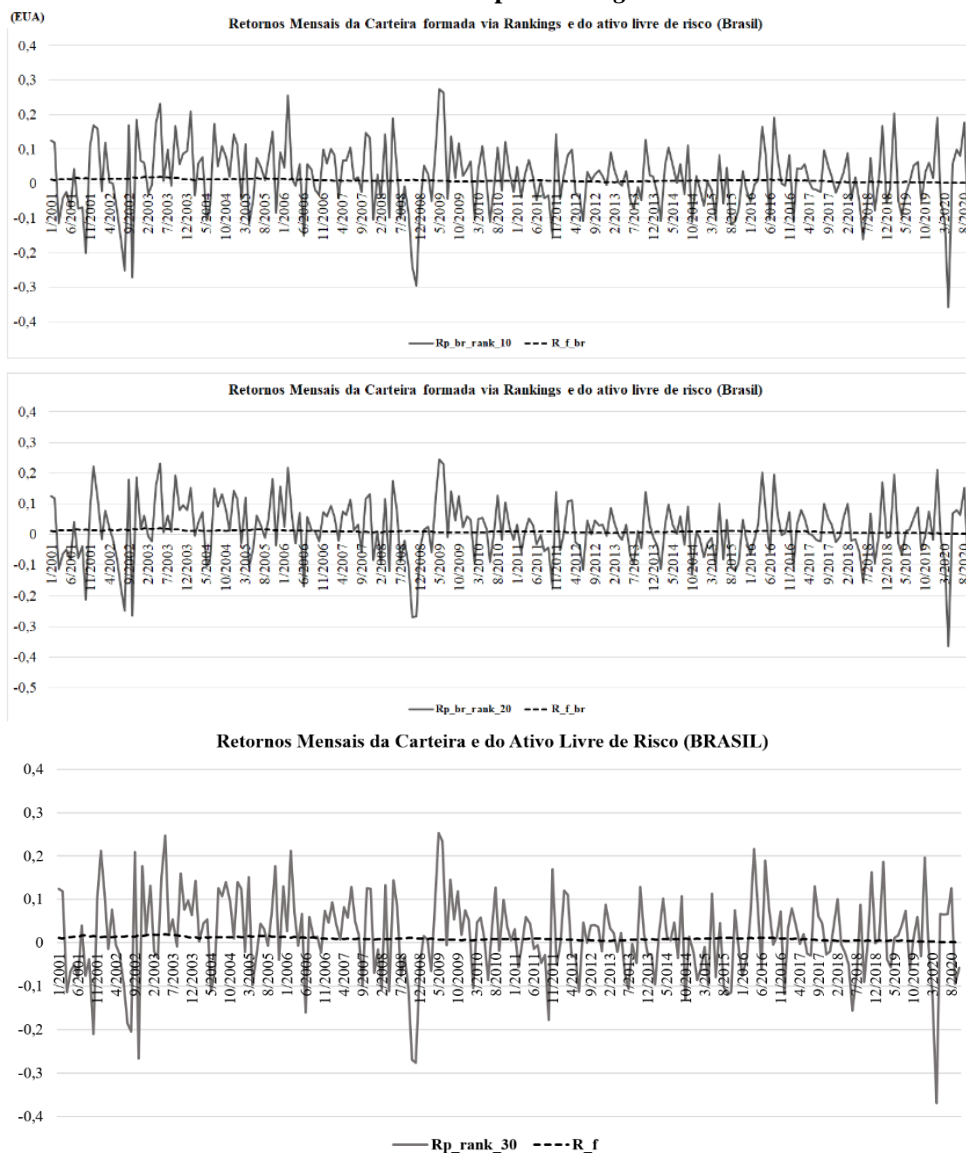 (EUA)
Retornos Mensais da Carteira formada via Rankings e do ativo livre de risco (Brasil)
0,4
0,3
0,2
0,1
0
-0,1
-0,2
-0,3
-0,4
1/2001 6/2001 11/2001 4/2002 9/2002 2/2003 7/2003 12/2003 5/2004 10/2004 3/2005 8/2005 1/2006 6/2006 11/2006 4/2007 9/2007 2/2008 7/2008 12/2008 5/2009 10/2009 3/2010 8/2010 1/2011 6/2011 11/2011 4/2012 9/2012 2/2013 7/2013 12/2013 5/2014 10/2014 3/2015 8/2015 1/2016 6/2016 11/2016 4/2017 9/2017 2/2018 7/2018 12/2018 5/2019 10/2019 3/2020 8/2020
Rp_br_rank_10 R_f_br
Retornos Mensais da Carteira formada via Rankings e do ativo livre de risco (Brasil)
0,4
0,3
0,2
0,1
0
-0,1
-0,2
-0,3
-0,4
-0,5
1/2001 6/2001 11/2001 4/2002 9/2002 2/2003 7/2003 12/2003 5/2004 10/2004 3/2005 8/2005 1/2006 6/2006 11/2006 4/2007 9/2007 2/2008 7/2008 12/2008 5/2009 10/2009 3/2010 8/2010 1/2011 6/2011 11/2011 4/2012 9/2012 2/2013 7/2013 12/2013 5/2014 10/2014 3/2015 8/2015 1/2016 6/2016 11/2016 4/2017 9/2017 2/2018 7/2018 12/2018 5/2019 10/2019 3/2020 8/2020
Rp_br_rank_20 R_f_br
Retornos Mensais da Carteira e do Ativo Livre de Risco (BRASIL)
0,4
0,3
0,2
0,1
0
-0,1
-0,2
-0,3
-0,4
1/2001 6/2001 11/2001 4/2002 9/2002 2/2003 7/2003 12/2003 5/2004 10/2004 3/2005 8/2005 1/2006 6/2006 11/2006 4/2007 9/2007 2/2008 7/2008 12/2008 5/2009 10/2009 3/2010 8/2010 1/2011 6/2011 11/2011 4/2012 9/2012 2/2013 7/2013 12/2013 5/2014 10/2014 3/2015 8/2015 1/2016 6/2016 11/2016 4/2017 9/2017 2/2018 7/2018 12/2018 5/2019 10/2019 3/2020 8/2020
Rp_rank_30 R_f